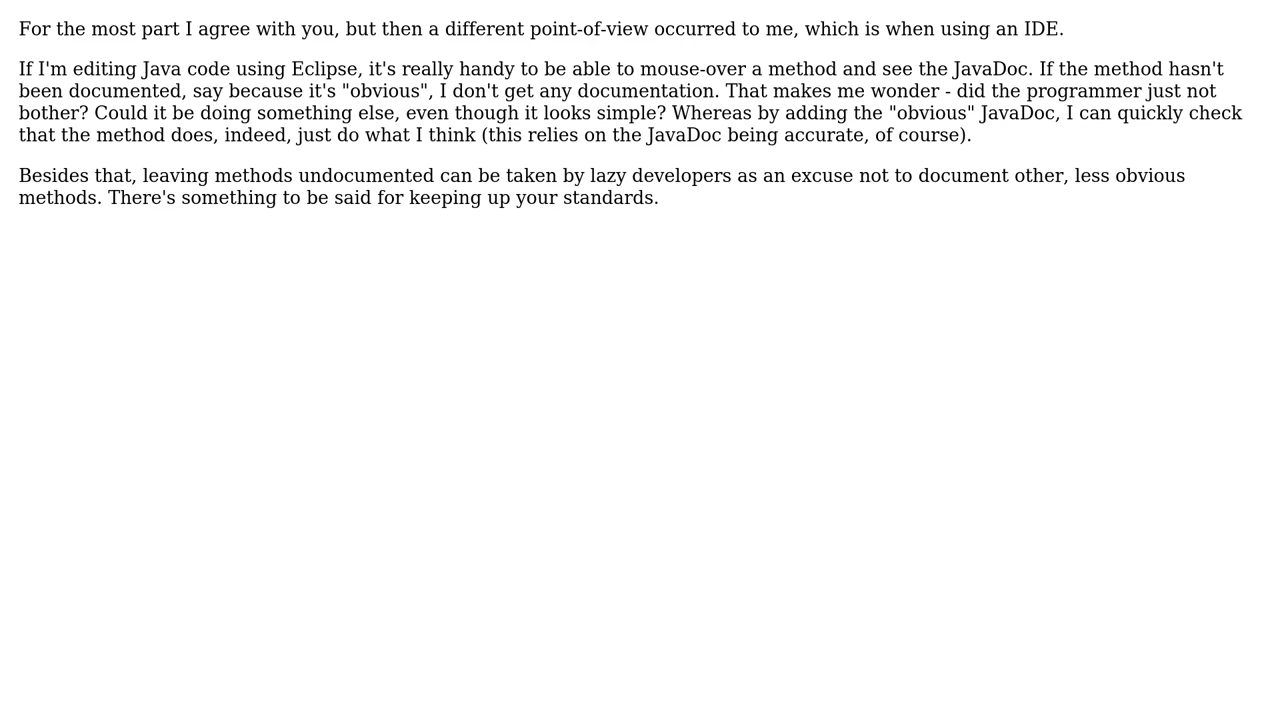 For the most part I agree with you, but then a different point-of-view occurred to me, which is when using an IDE.
If I'm editing Java code using Eclipse, it's really handy to be able to mouse-over a method and see the JavaDoc. If the method hasn't
been documented, say because it's "obvious", I don't get any documentation. That makes me wonder - did the programmer just not
bother? Could it be doing something else, even though it looks simple? Whereas by adding the "obvious" JavaDoc, I can quickly check
that the method does, indeed, just do what I think (this relies on the JavaDoc being accurate, of course).
Besides that, leaving methods undocumented can be taken by lazy developers as an excuse not to document other, less obvious
methods. There's something to be said for keeping up your standards.